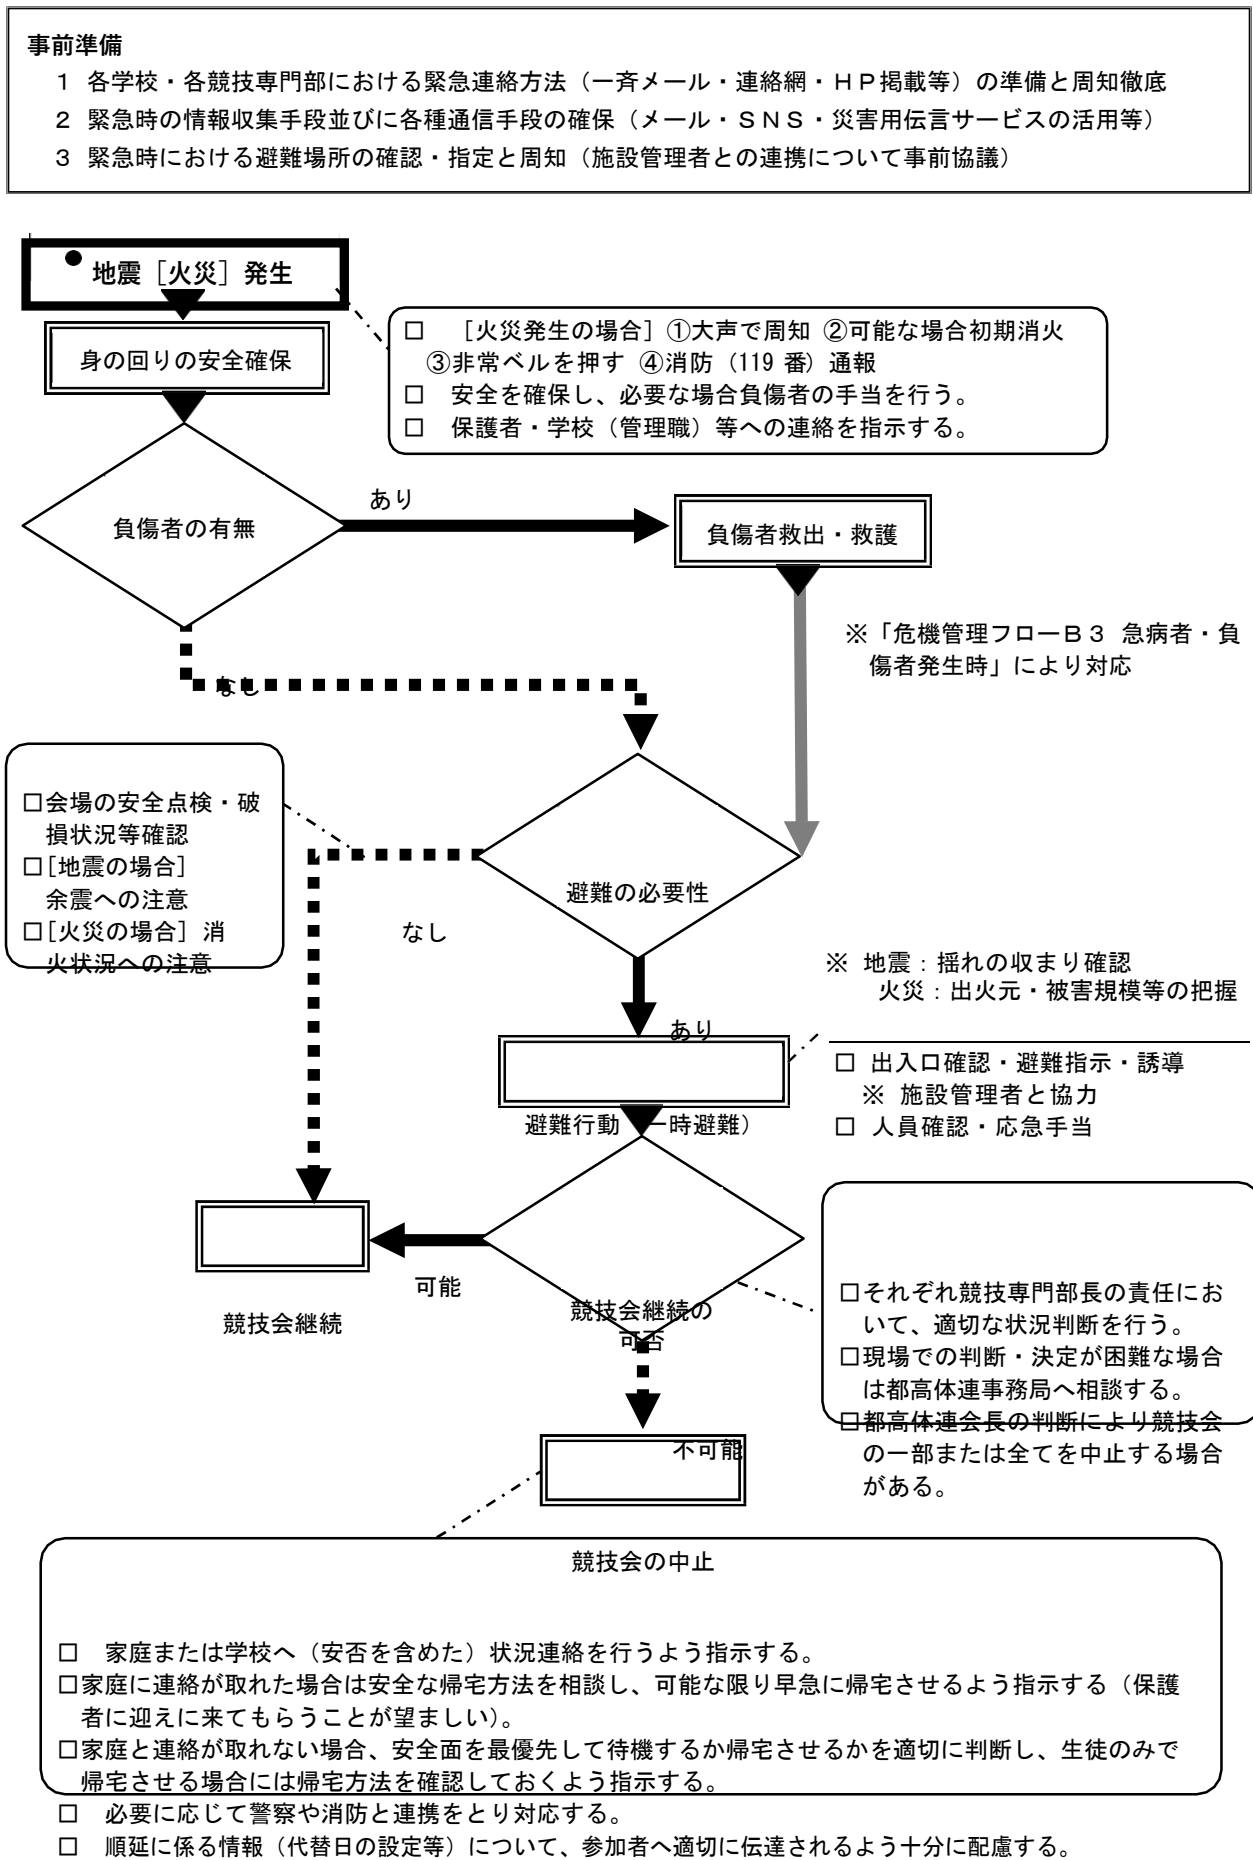 事前準備
１ 各学校・各競技専門部における緊急連絡方法（一斉メール・連絡網・ＨＰ掲載等）の準備と周知徹底
２ 緊急時の情報収集手段並びに各種通信手段の確保（メール・ＳＮＳ・災害用伝言サービスの活用等）
３ 緊急時における避難場所の確認・指定と周知（施設管理者との連携について事前協議）
● 地震［火災］発生
身の回りの安全確保
□ ［火災発生の場合］①大声で周知 ②可能な場合初期消火
③非常ベルを押す ④消防（119 番）通報
□ 安全を確保し、必要な場合負傷者の手当を行う。
□ 保護者・学校（管理職）等への連絡を指示する。
あり
負傷者の有無
負傷者救出・救護
※「危機管理フローＢ３ 急病者・負
傷者発生時」により対応
なし
□会場の安全点検・破
損状況等確認
□［地震の場合］
余震への注意
□［火災の場合］消
火状況への注意
避難の必要性
なし
※ 地震：揺れの収まり確認
火災：出火元・被害規模等の把握
あり
□ 出入口確認・避難指示・誘導
※ 施設管理者と協力
□ 人員確認・応急手当
避難行動 一時避難）
可能
競技会継続
競技会継続の
可否
□それぞれ競技専門部長の責任にお
いて、適切な状況判断を行う。
□現場での判断・決定が困難な場合
は都高体連事務局へ相談する。
□都高体連会長の判断により競技会
の一部または全てを中止する場合
がある。
不可能
競技会の中止
□ 家庭または学校へ（安否を含めた）状況連絡を行うよう指示する。
□家庭に連絡が取れた場合は安全な帰宅方法を相談し、可能な限り早急に帰宅させるよう指示する（保護
者に迎えに来てもらうことが望ましい）。
□家庭と連絡が取れない場合、安全面を最優先して待機するか帰宅させるかを適切に判断し、生徒のみで
帰宅させる場合には帰宅方法を確認しておくよう指示する。
□ 必要に応じて警察や消防と連携をとり対応する。
□ 順延に係る情報（代替日の設定等）について、参加者へ適切に伝達されるよう十分に配慮する。